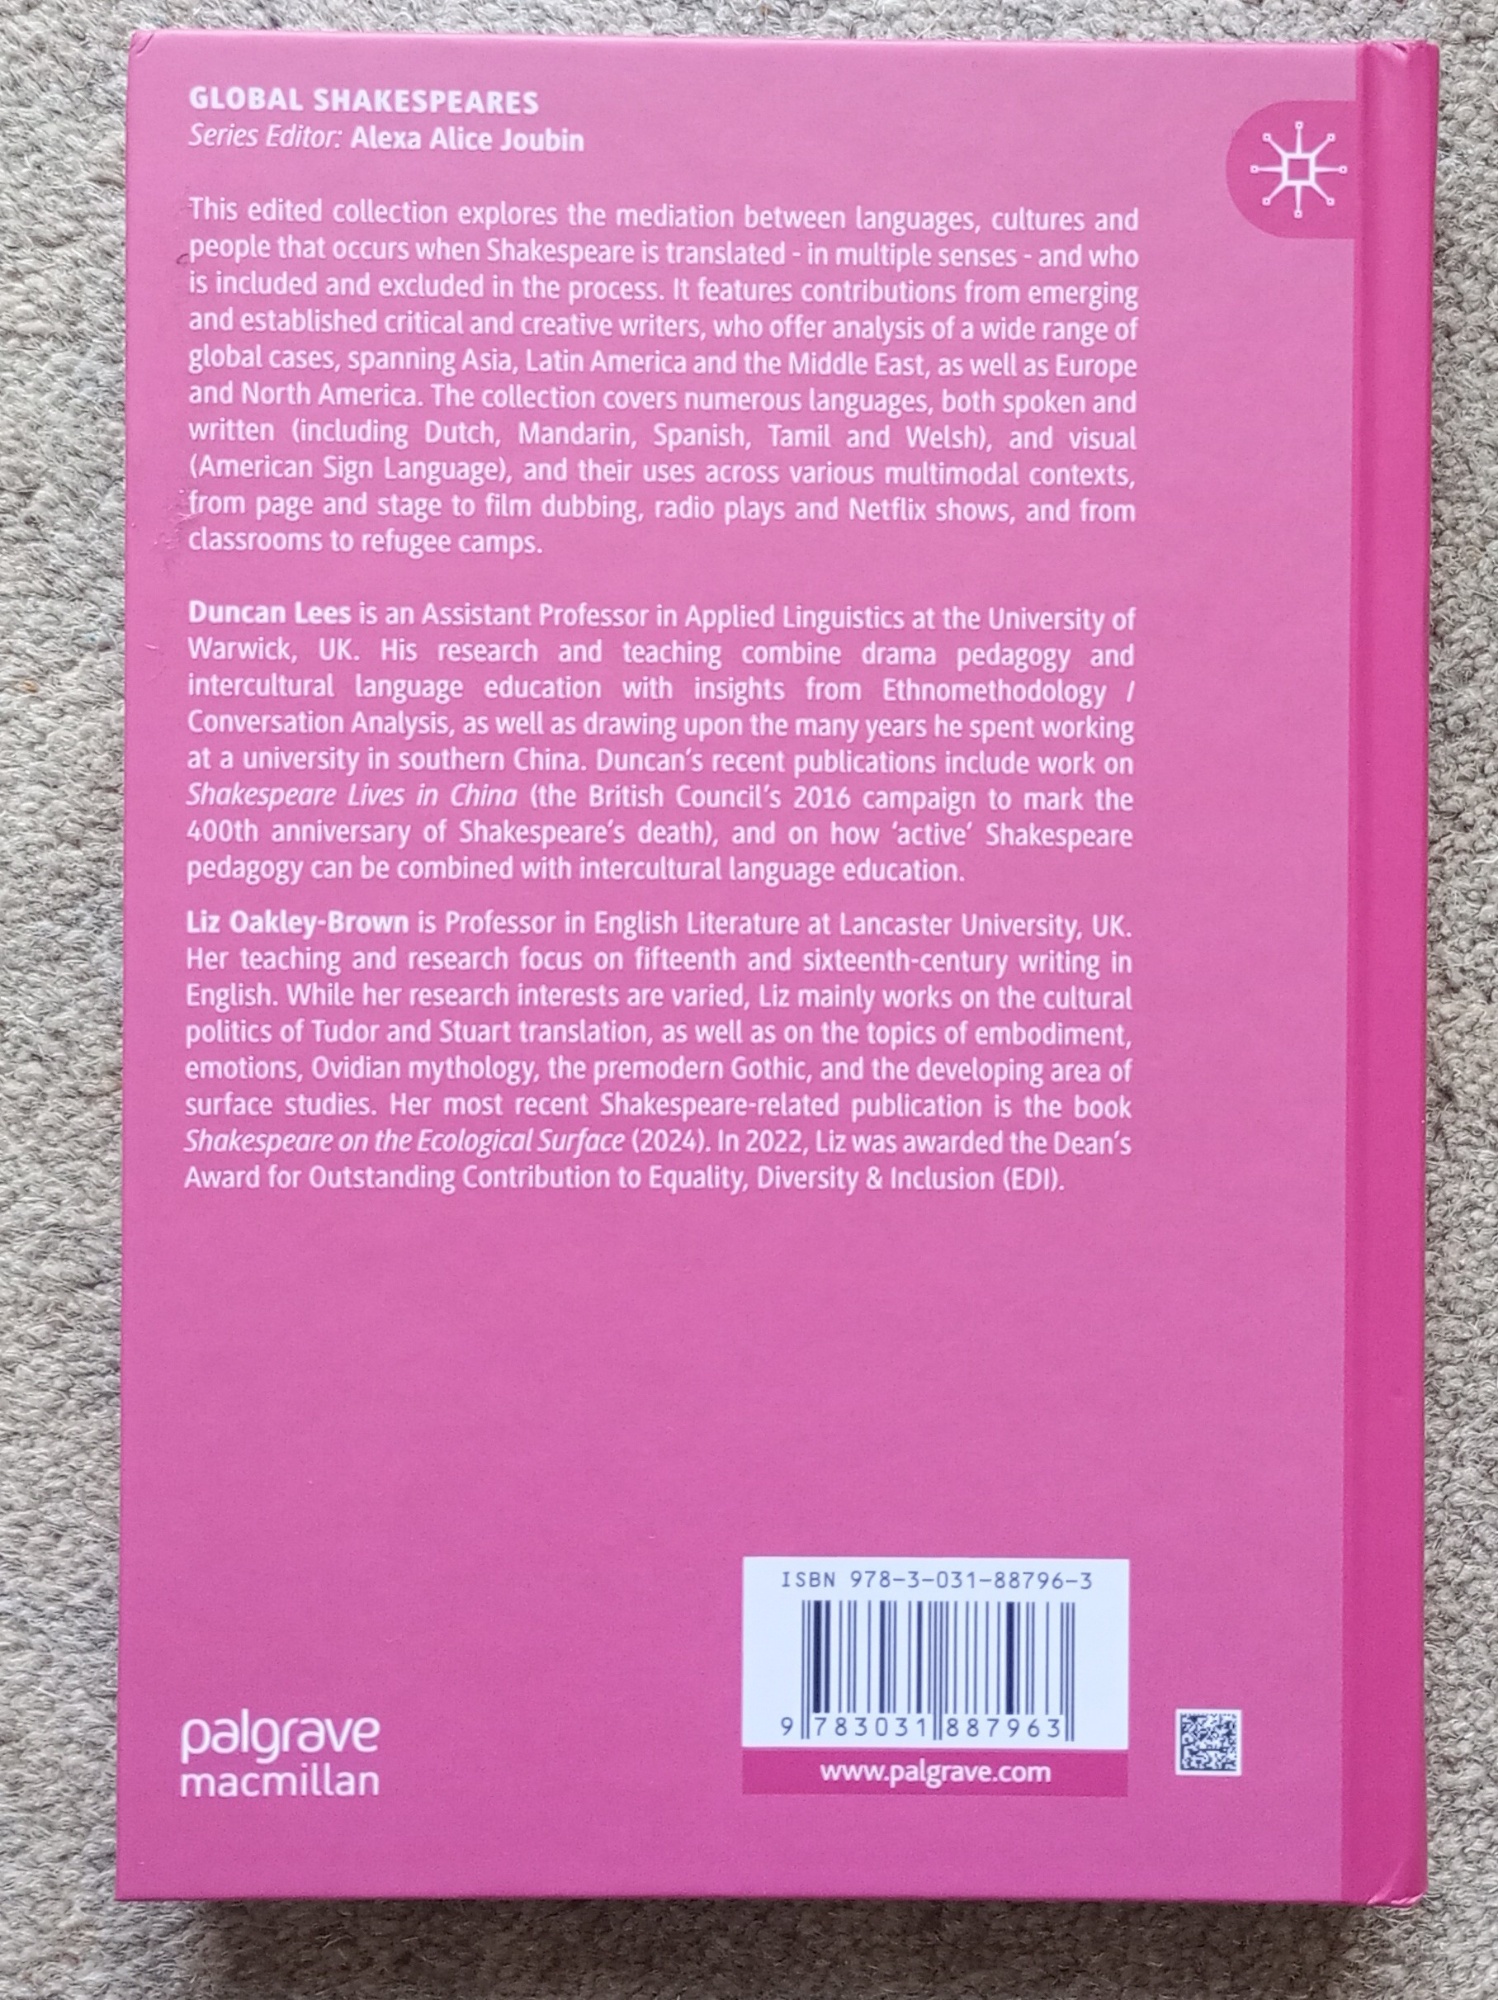 GLOBAL SHAKESPEARES
Series Editor: Alexa Alice Joubin
This edited collection explores the mediation between languages, cultures and
people that occurs when Shakespeare is translated - in multiple senses - and who
is included and excluded in the process. It features contributions from emerging
and established critical and creative writers, who offer analysis of a wide range of
global cases, spanning Asia, Latin America and the Middle East, as well as Europe
and North America. The collection covers numerous languages, both spoken and
written (including Dutch, Mandarin, Spanish, Tamil and Welsh), and visual
(American Sign Language), and their uses across various multimodal contexts,
from page and stage to film dubbing, radio plays and Netflix shows, and from
classrooms to refugee camps.
Duncan Lees is an Assistant Professor in Applied Linguistics at the University of
Warwick, UK. His research and teaching combine drama pedagogy and
intercultural language education with insights from Ethnomethodology /
Conversation Analysis, as well as drawing upon the many years he spent working
at a university in southern China. Duncan's recent publications include work on
Shakespeare Lives in China (the British Council's 2016 campaign to mark the
400th anniversary of Shakespeare's death), and on how 'active' Shakespeare
pedagogy can be combined with intercultural language education.
Liz Oakley-Brown is Professor in English Literature at Lancaster University, UK.
Her teaching and research focus on fifteenth and sixteenth-century writing in
English. While her research interests are varied, Liz mainly works on the cultural
politics of Tudor and Stuart translation, as well as on the topics of embodiment,
emotions, Ovidian mythology, the premodern Gothic, and the developing area of
surface studies. Her most recent Shakespeare-related publication is the book
Shakespeare on the Ecological Surface (2024). In 2022, Liz was awarded the Dean's
Award for Outstanding Contribution to Equality, Diversity & Inclusion (EDI).
ISBN 978-3-031-88796-3
9 783031 887963
www.palgrave.com
palgrave
macmillan